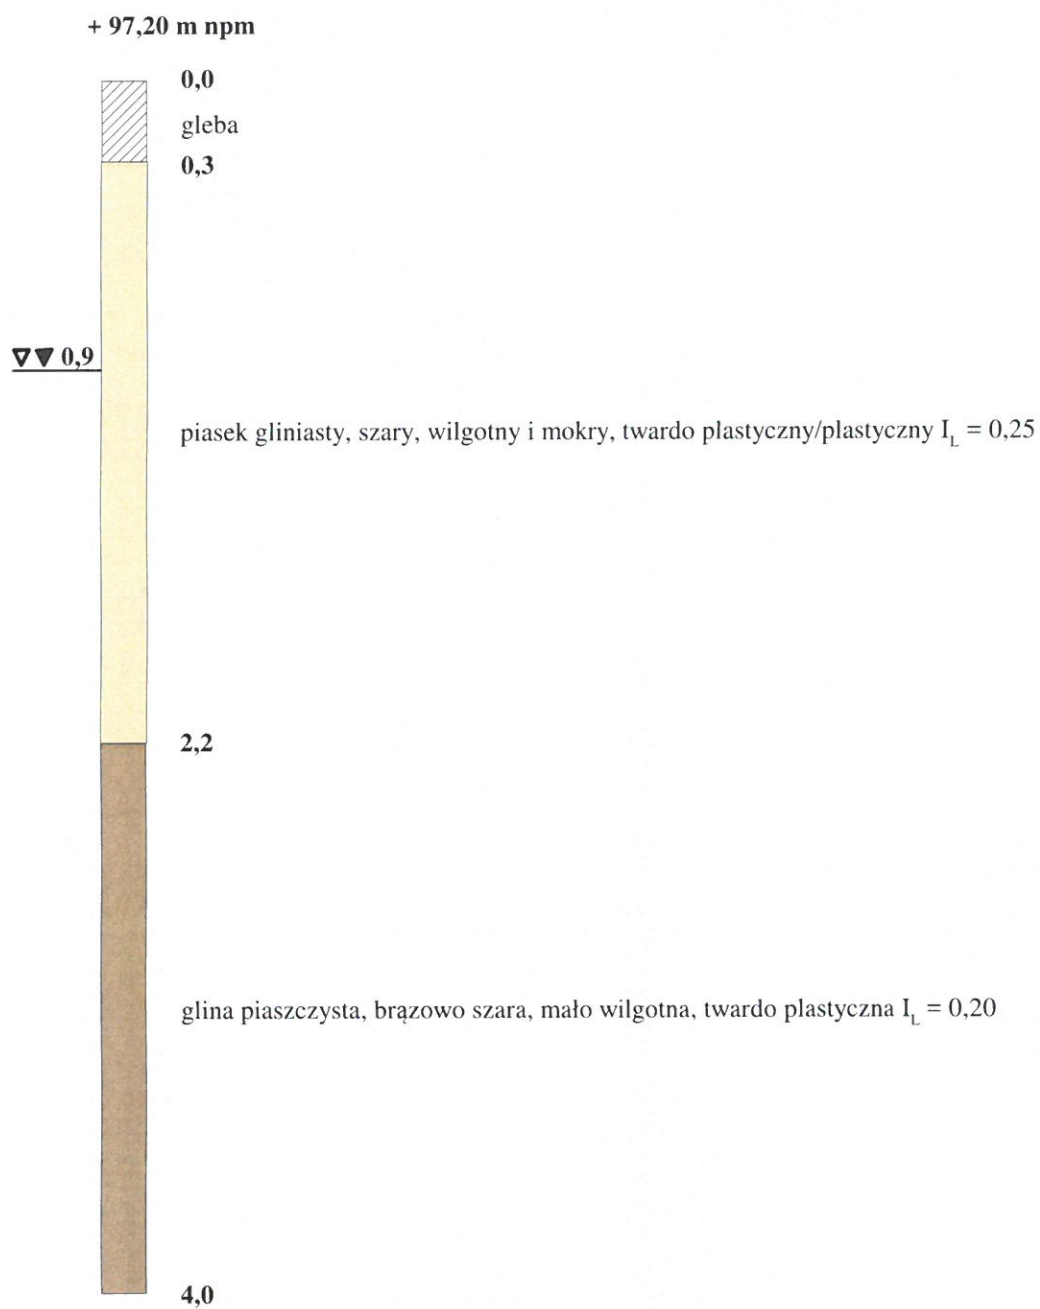 + 97,20 m npm
0,0
gleba
0,3
0,9
piasek gliniasty, szary, wilgotny i mokry, twardo plastyczny/plastyczny I_L = 0,25
2,2
glina piaszczysta, brązowo szara, mało wilgotna, twardo plastyczna I_L = 0,20
4,0